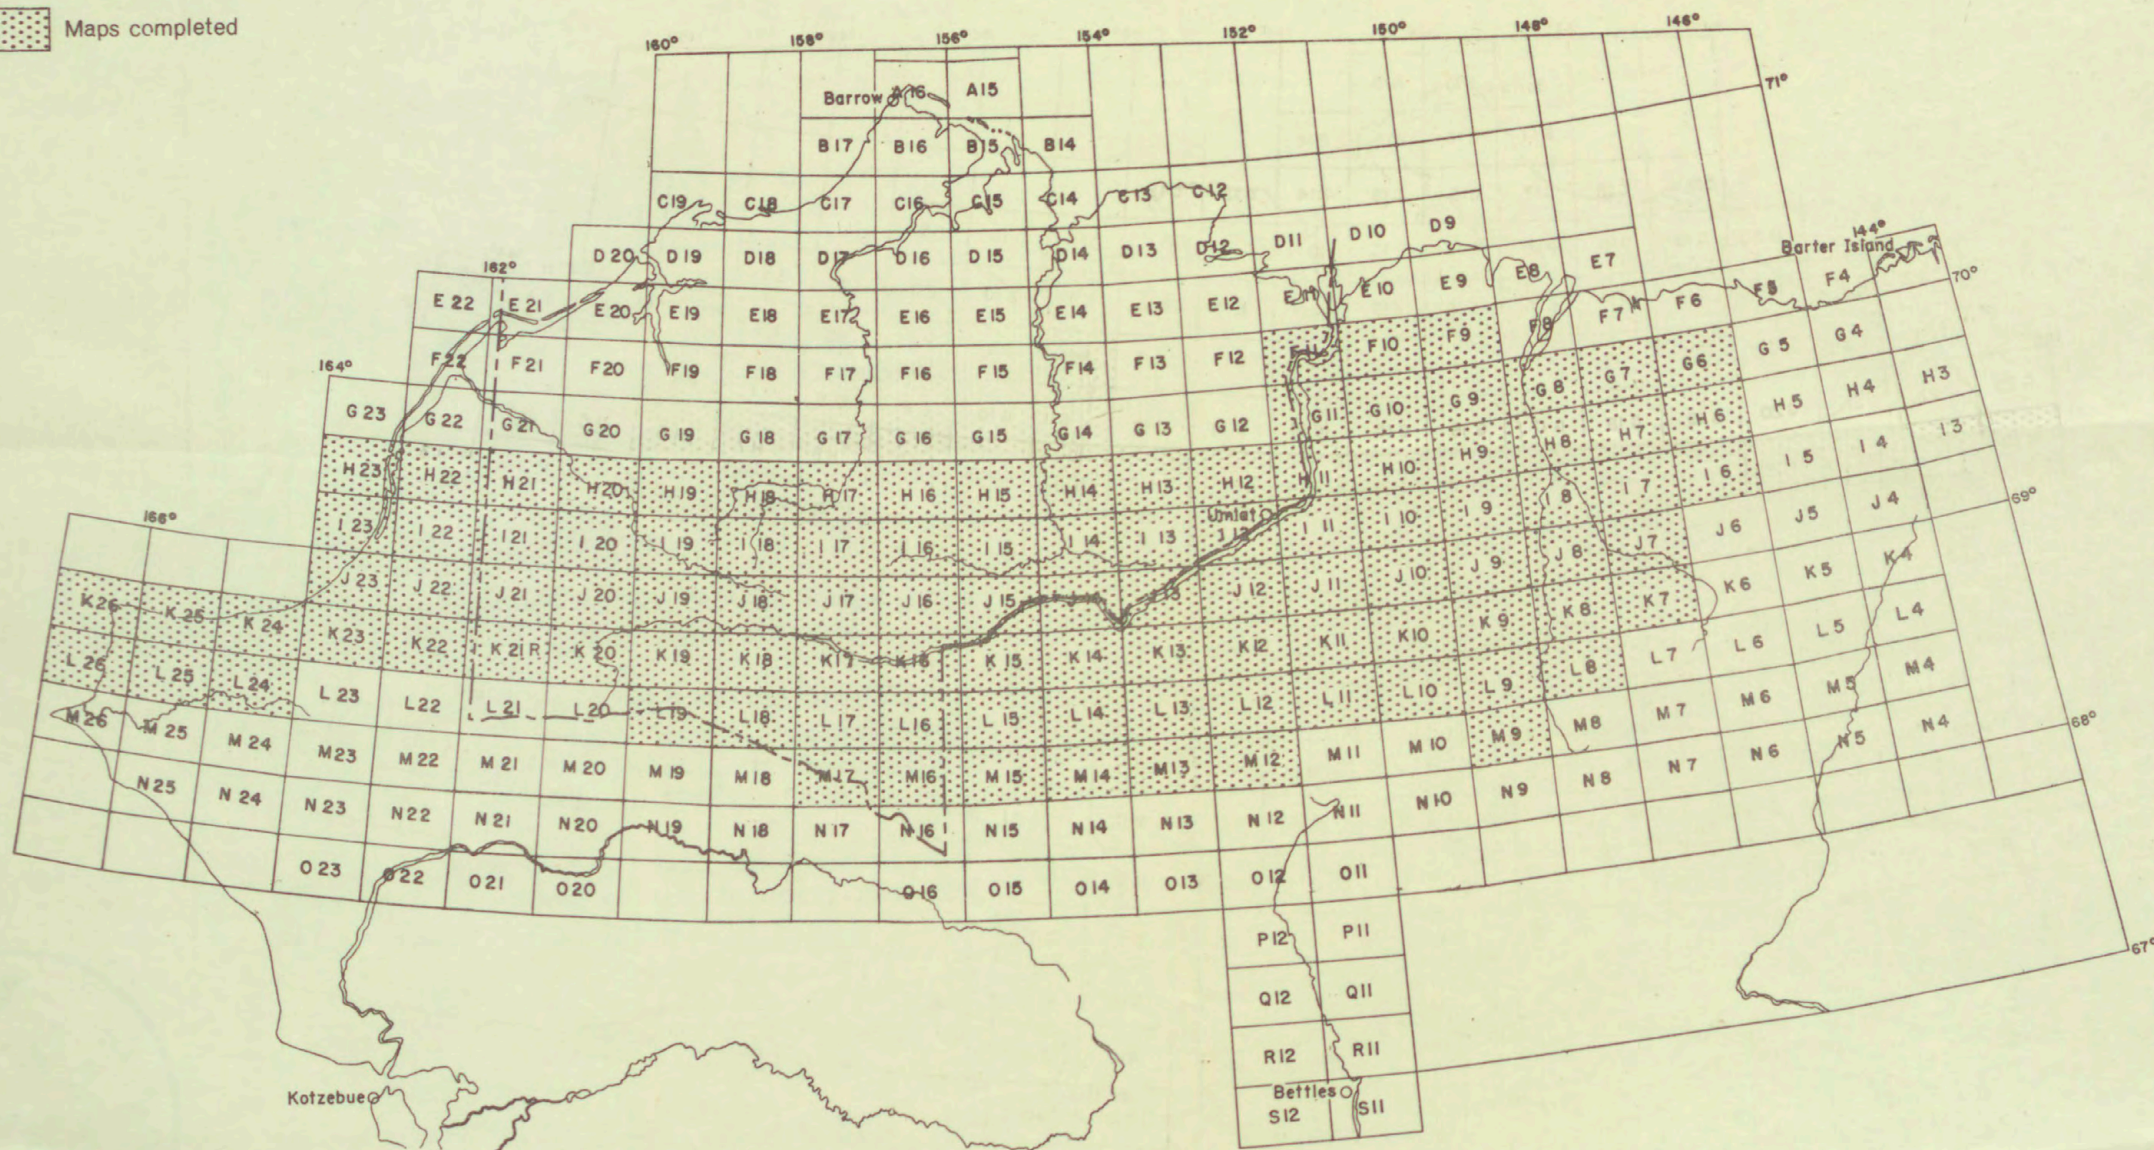 Maps completed
160° 158° 156° 154° 152° 150° 148° 146°
71°
Barrow A16 A15
B17 B16 B15 B14
C19 C18 C17 C16 C15 C14 C13 C12
144°
Barter Island
70°
D20 D19 D18 D17 D16 D15 D14 D13 D12 D11 D10 D9
162°
E22 E21 E20 E19 E18 E17 E16 E15 E14 E13 E12 E11 E10 E9 E8 E7
164°
F22 F21 F20 F19 F18 F17 F16 F15 F14 F13 F12 F11 F10 F9 F8 F7 F6 F5 F4
G23 G22 G21 G20 G19 G18 G17 G16 G15 G14 G13 G12 G11 G10 G9 G8 G7 G6 G5 G4
H23 H22 H21 H20 H19 H18 H17 H16 H15 H14 H13 H12 H11 H10 H9 H8 H7 H6 H5 H4 H3
Umiat
69°
166°
I23 I22 I21 I20 I19 I18 I17 I16 I15 I14 I13 I12 I11 I10 I9 I8 I7 I6 I5 I4 I3
J23 J22 J21 J20 J19 J18 J17 J16 J15 J14 J13 J12 J11 J10 J9 J8 J7 J6 J5 J4
K26 K25 K24 K23 K22 K21R K20 K19 K18 K17 K16 K15 K14 K13 K12 K11 K10 K9 K8 K7 K6 K5 K4
L26 L25 L24 L23 L22 L21 L20 L19 L18 L17 L16 L15 L14 L13 L12 L11 L10 L9 L8 L7 L6 L5 L4
68°
M26 M25 M24 M23 M22 M21 M20 M19 M18 M17 M16 M15 M14 M13 M12 M11 M10 M9 M8 M7 M6 M5 M4
N25 N24 N23 N22 N21 N20 N19 N18 N17 N16 N15 N14 N13 N12 N11 N10 N9 N8 N7 N6 N5 N4
O23 O22 O21 O20 O16 O15 O14 O13 O12 O11
67°
P12 P11
Q12 Q11
R12 R11
Kotzebue
Bettles
S12 S11